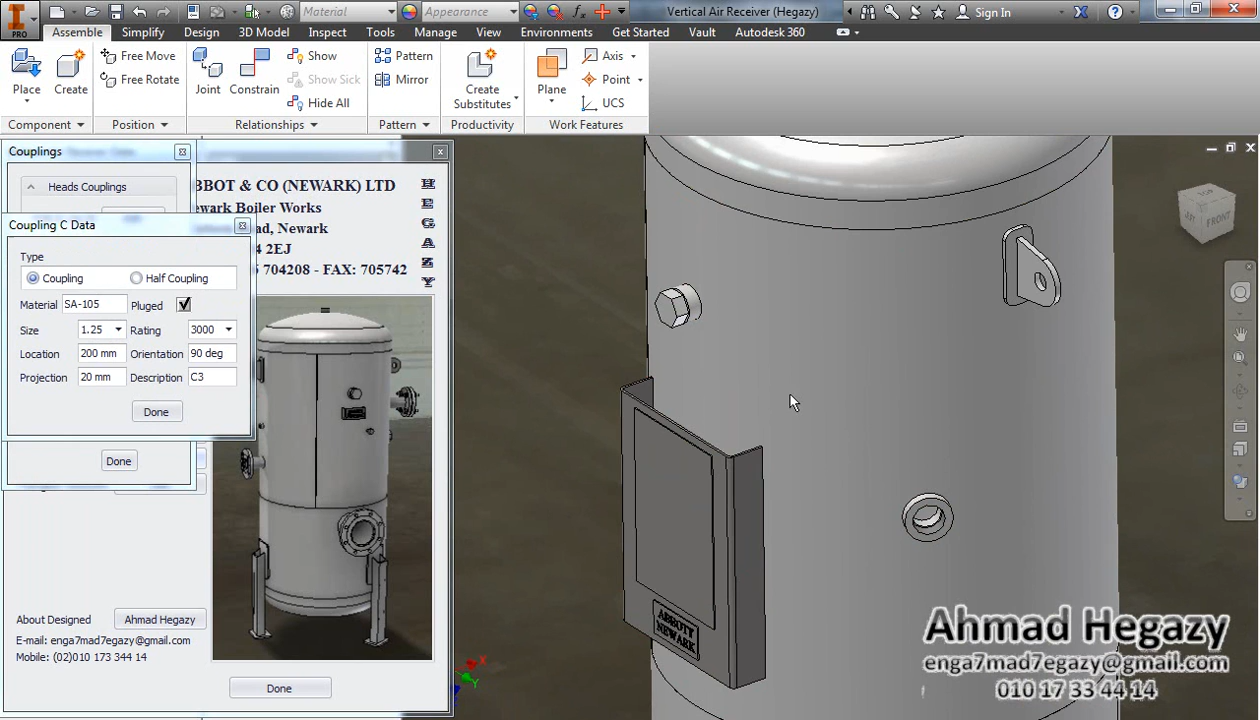 PRO
Material
Appearance
Vertical Air Receiver (Hegazy)
Sign In
Assemble
Simplify
Design
3D Model
Inspect
Tools
Manage
View
Environments
Get Started
Vault
Autodesk 360
Place
Create
Free Move
Free Rotate
Joint
Constrain
Show
Show Sick
Hide All
Pattern
Mirror
Create
Substitutes
Plane
Axis
Point
UCS
Component
Position
Relationships
Pattern
Productivity
Work Features
Couplings
Heads Couplings
BBOT & CO (NEWARK) LTD
ewark Boiler Works
ad, Newark
4 2EJ
704208 - FAX: 705742
H
E
G
A
Z
Y
Coupling C Data
Type
Coupling
Half Coupling
Material SA-105 Pluged
Size 1.25 Rating 3000
Location 200 mm Orientation 90 deg
Projection 20 mm Description C3
Done
Done
About Designed Ahmad Hegazy
E-mail: enga7mad7egazy@gmail.com
Mobile: (02)010 173 344 14
Done
TOP
FRONT
ABBOTT
NEWARK
Ahmad Hegazy
enga7mad7egazy@gmail.com
010 17 33 44 14